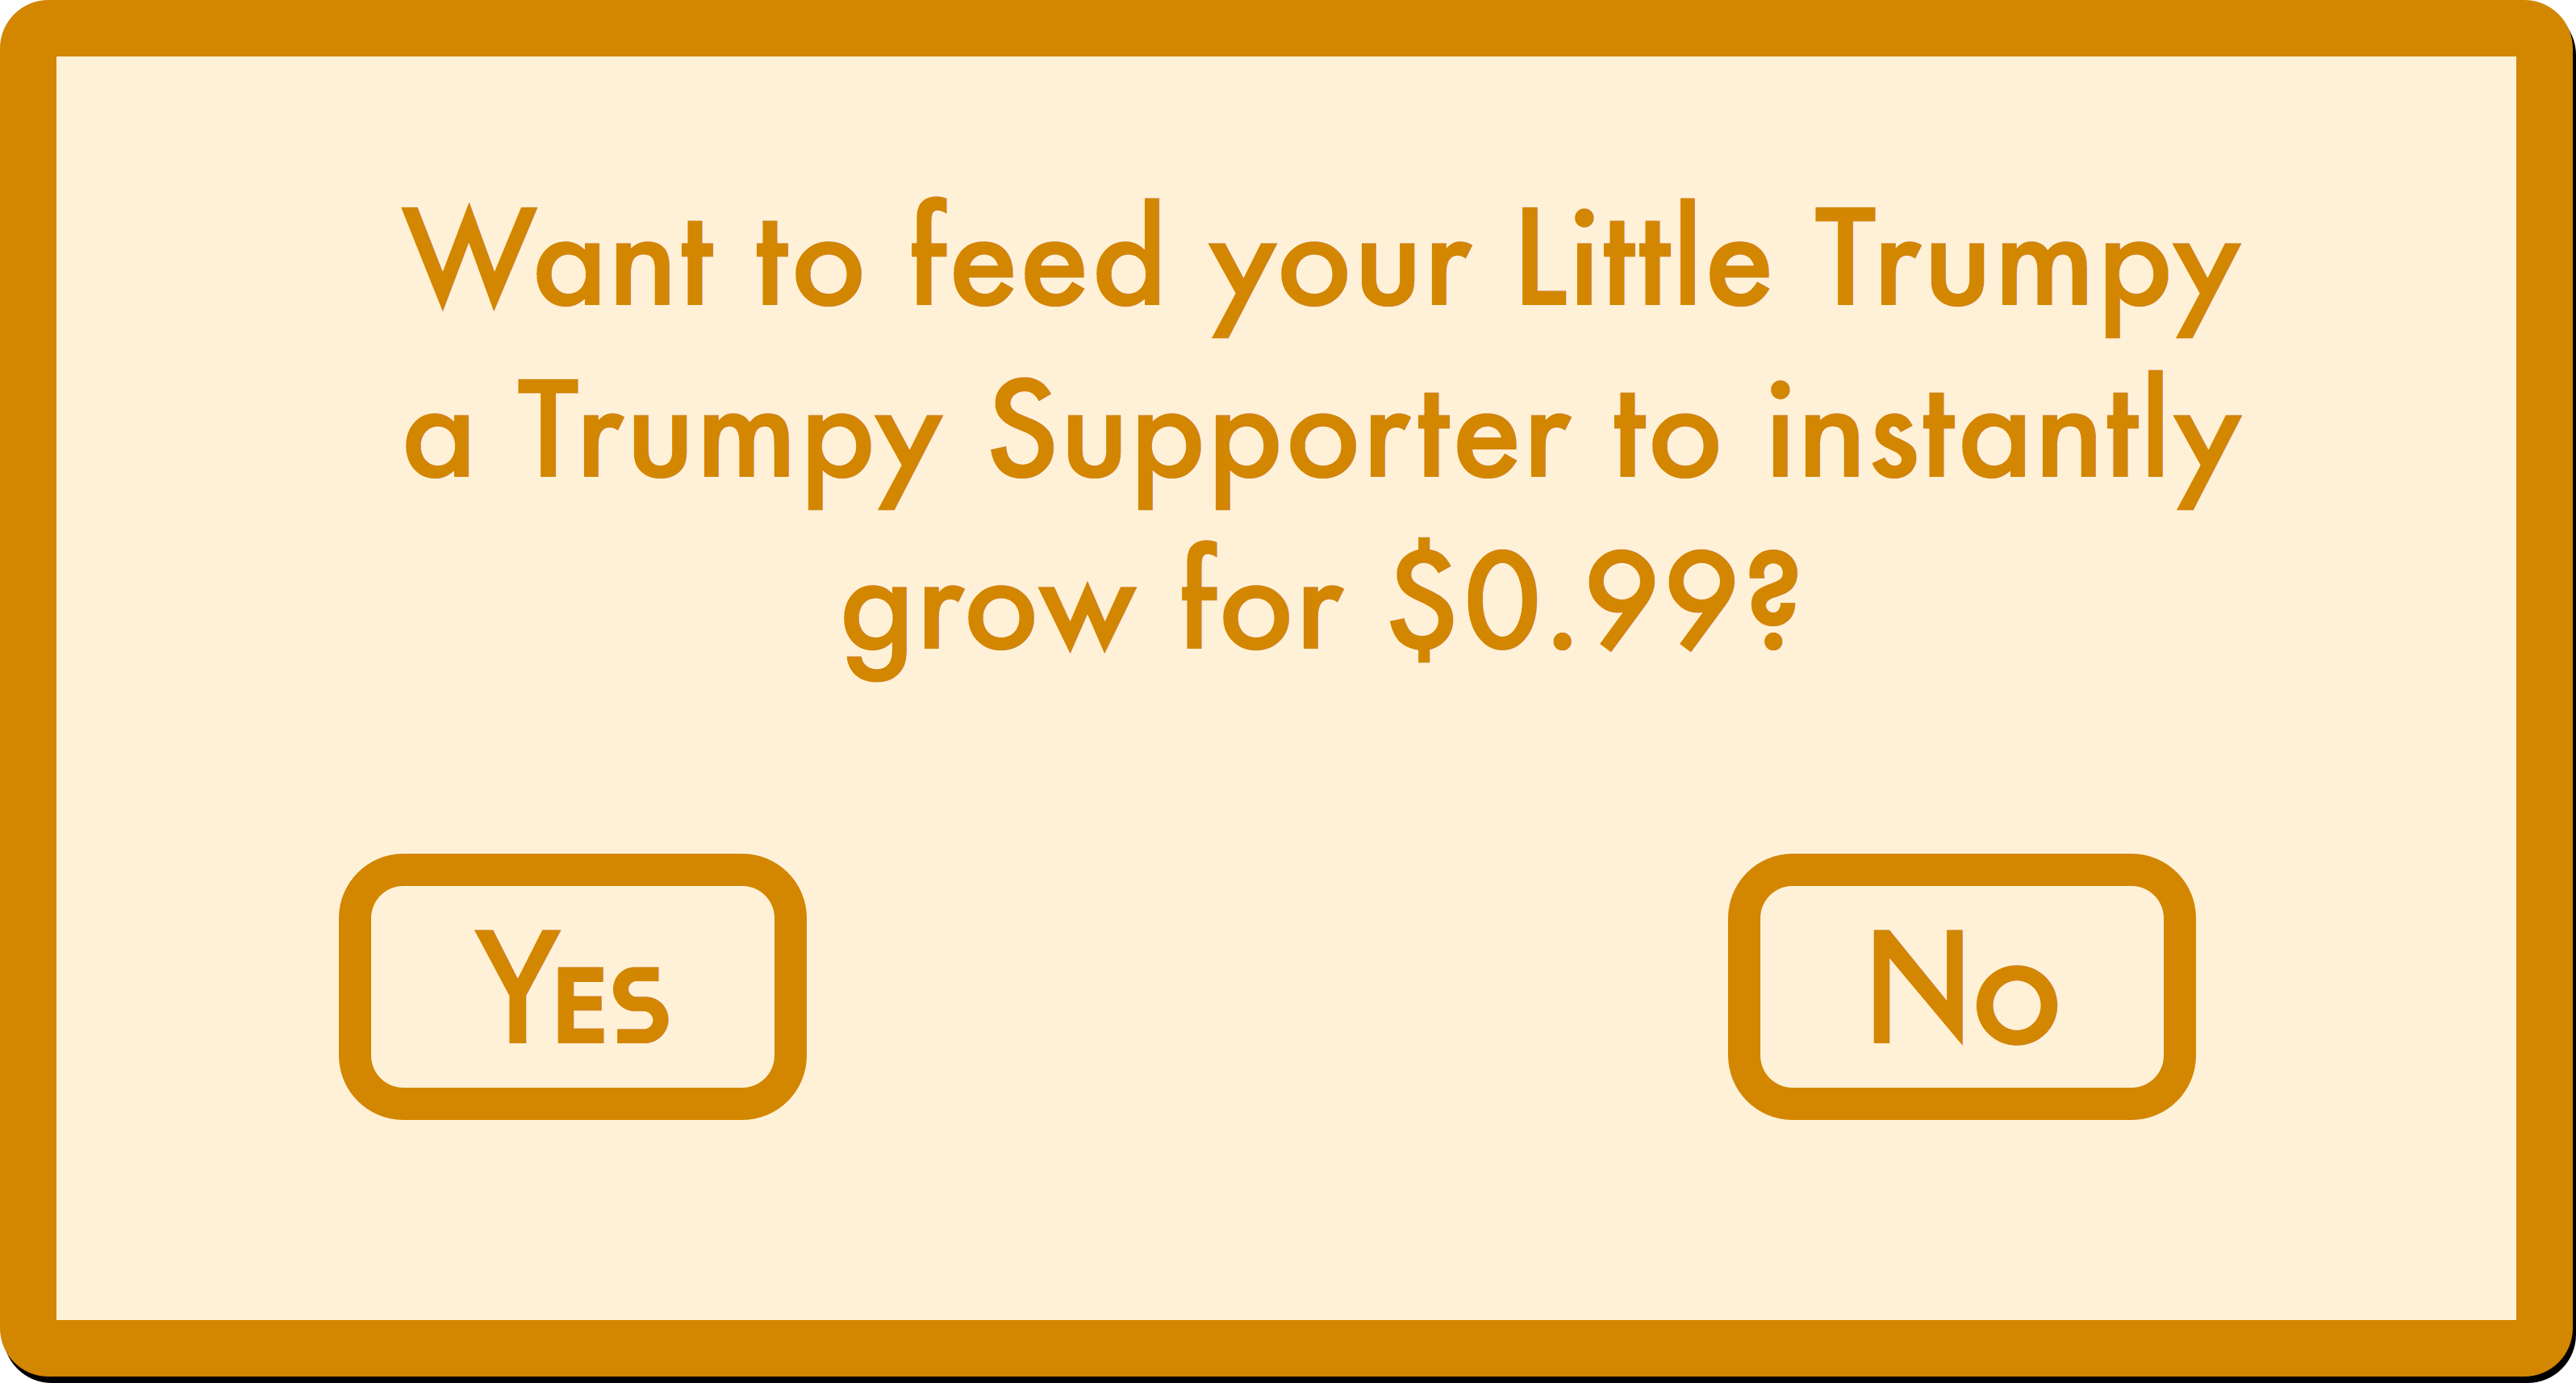 Want to feed your Little Trumpy
a Trumpy Supporter to instantly
grow for $0.99?
Yes
No